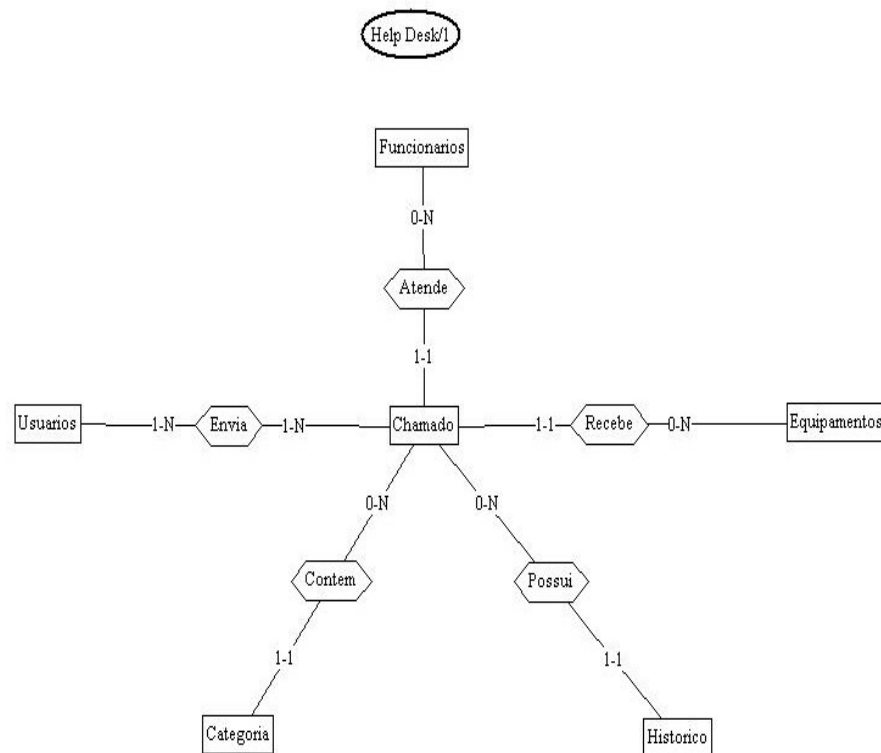 Help Desk/1
Funcionarios
0-N
Atende
1-1
Usuarios 1-N Envia 1-N Chamado 1-1 Recebe 0-N Equipamentos
0-N 0-N
Contem Possui
1-1 1-1
Categoria Historico